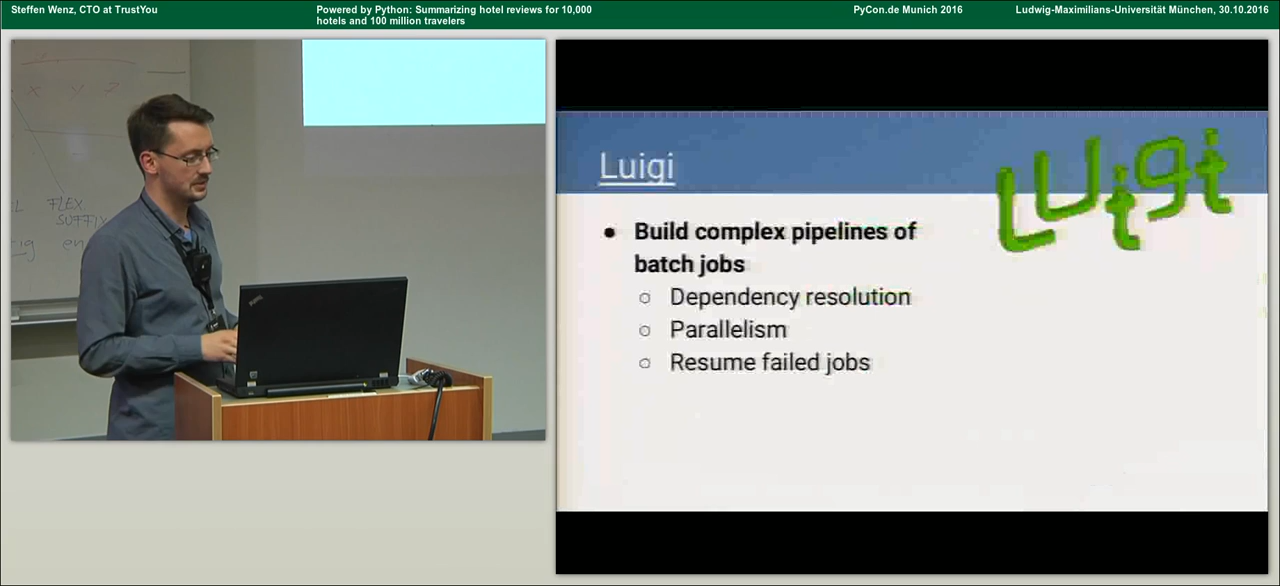 Steffen Wenz, CTO at TrustYou
Powered by Python: Summarizing hotel reviews for 10,000
hotels and 100 million travelers
PyCon.de Munich 2016
Ludwig-Maximilians-Universität München, 30.10.2016
x y z
FLEX
SUFFIX
en
Luigi
LUigi
● Build complex pipelines of
batch jobs
○ Dependency resolution
○ Parallelism
○ Resume failed jobs